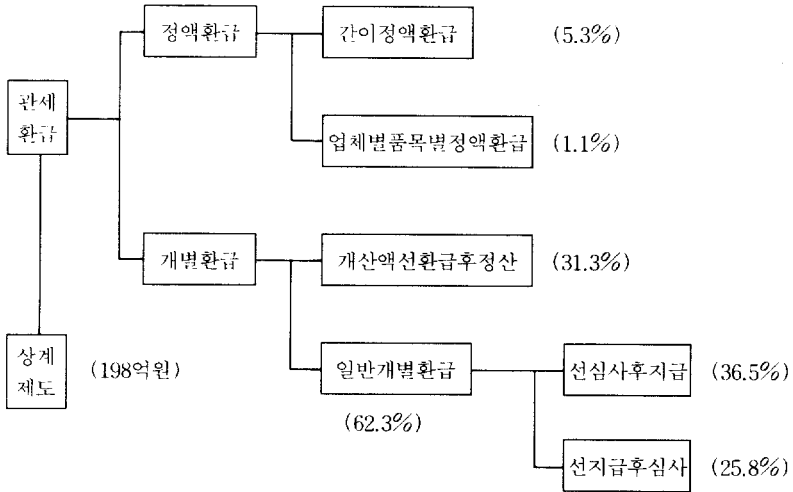 정액환급
간이정액환급 (5.3%)
관세
환급
업체별품목별정액환급 (1.1%)
개별환급
개산액선환급후정산 (31.3%)
상계
제도
(198억원)
일반개별환급
(62.3%)
선심사후지급 (36.5%)
선지급후심사 (25.8%)